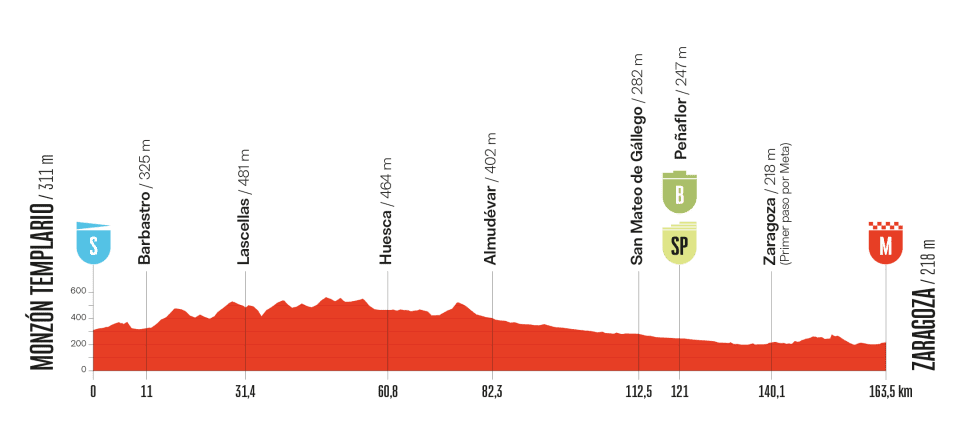 MONZÓN TEMPLARIO / 311 m
S
Barbastro / 325 m
Lascellas / 481 m
Huesca / 464 m
Almudévar / 402 m
San Mateo de Gállego / 282 m
Peñaflor / 247 m
B
SP
Zaragoza / 218 m
(Primer paso por Meta)
M
ZARAGOZA / 218 m
600
400
200
0
0 11 31,4 60,8 82,3 112,5 121 140,1 163,5 km